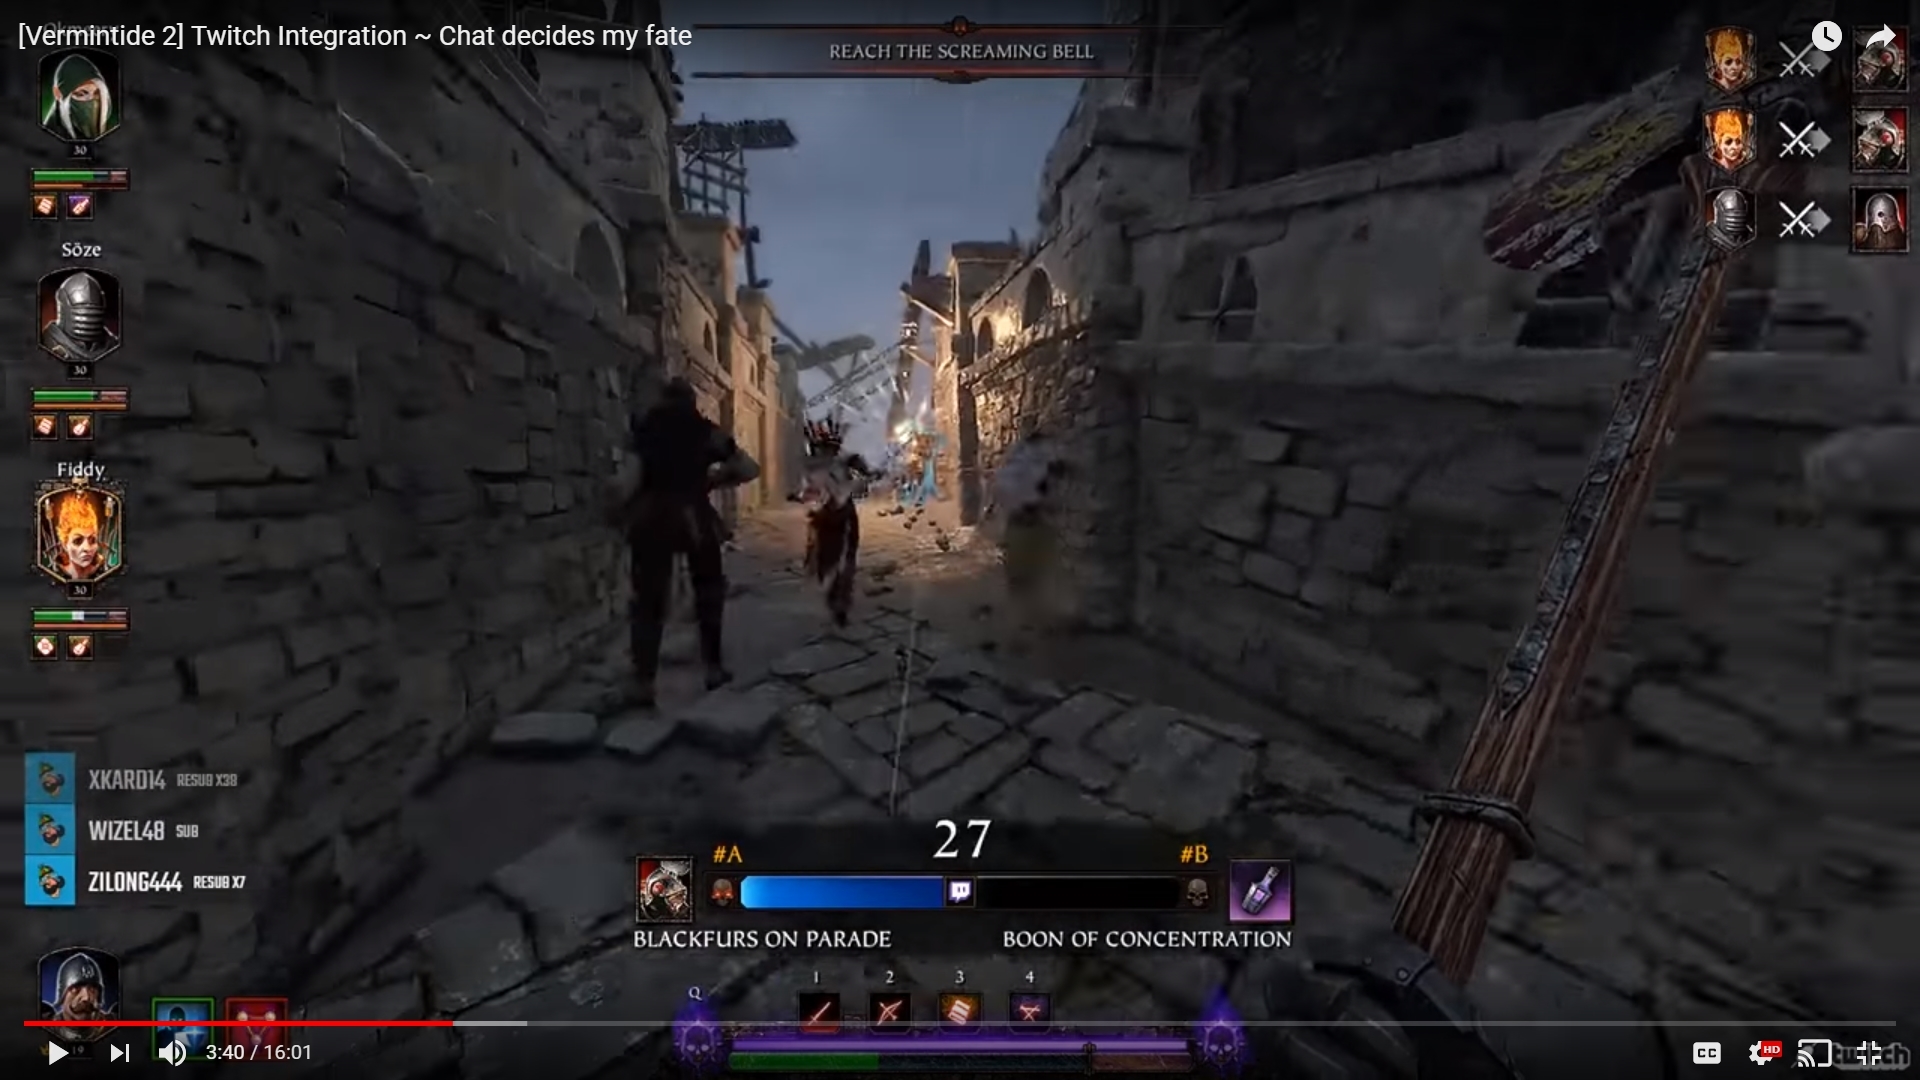 [Vermintide 2] Twitch Integration ~ Chat decides my fate
REACH THE SCREAMING BELL
30
Söze
30
Fiddy
30
XKARD14 RESUB X38
WIZEL48 SUB
ZILONG444 RESUB X7
27
#A #B
BLACKFURS ON PARADE BOON OF CONCENTRATION
Q 1 2 3 4
3:40 / 16:01
CC HD
twitch